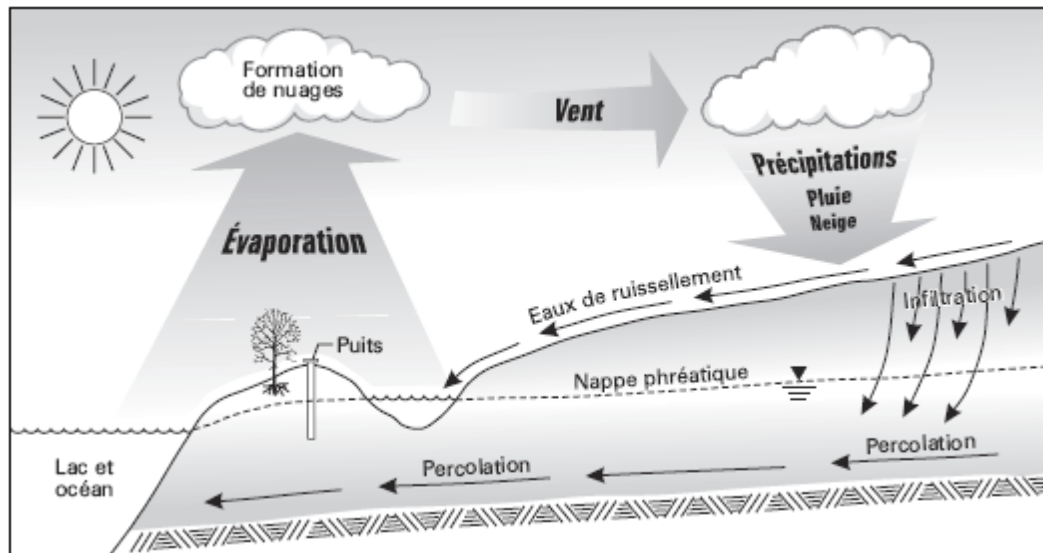 Formation
de nuages
Vent
Précipitations
Pluie
Neige
Évaporation
Eaux de ruissellement
Infiltration
Puits
Nappe phréatique
Lac et
océan
Percolation
Percolation